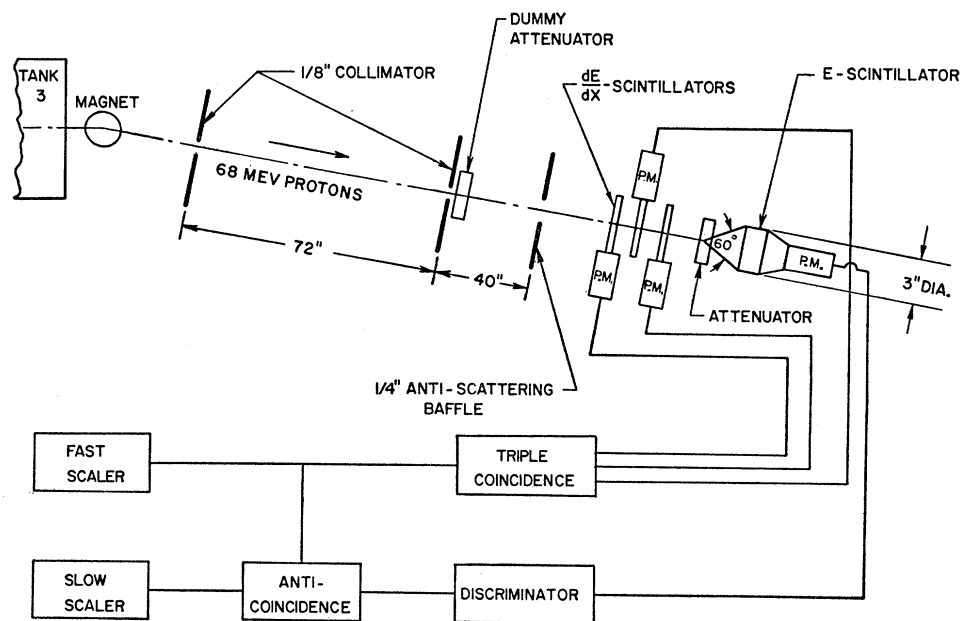 DUMMY
ATTENUATOR
TANK
3
MAGNET
1/8" COLLIMATOR
dE
dX -SCINTILLATORS
E-SCINTILLATOR
P.M.
68 MEV PROTONS
72"
40"
60°
P.M.
P.M.
P.M.
3" DIA.
ATTENUATOR
1/4" ANTI-SCATTERING
BAFFLE
FAST
SCALER
TRIPLE
COINCIDENCE
SLOW
SCALER
ANTI-
COINCIDENCE
DISCRIMINATOR